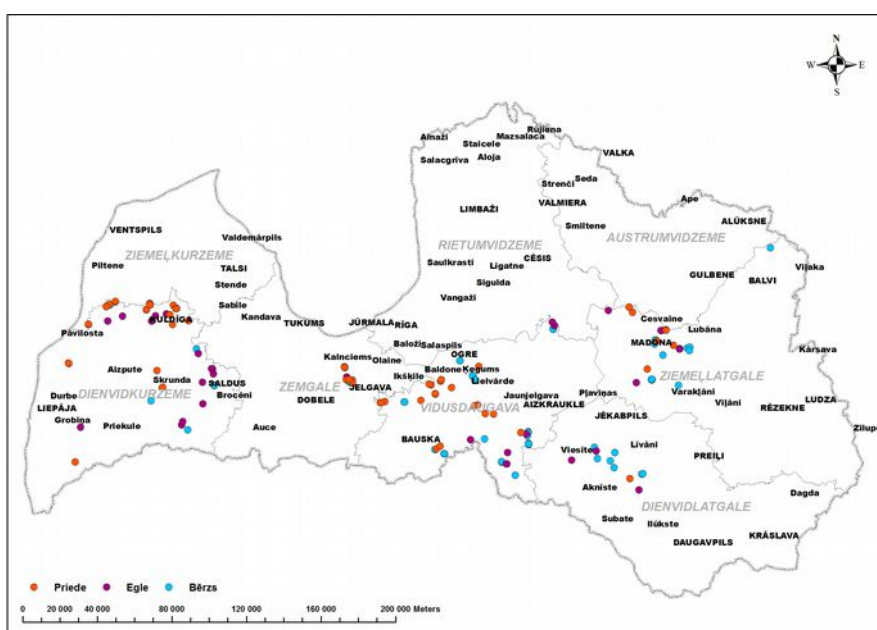 N
W E
S
Rūjiena
Ainaži
Mazsalaca
Staicele
Salacgrīva
Aloja
VALKA
Strenči
Seda
LIMBAŽI
VALMIERA
Ape
Smiltene
ALŪKSNE
VENTSPILS
Valdemārpils
ZIEMEĻKURZEME
RIETUMVIDZEME
AUSTRUMVIDZEME
Piltene
TALSI
Saulkrasti
CĒSIS
Līgatne
GULBENE
Viļaka
Stende
Sigulda
BALVI
Sabile
Vangaži
Kandava
TUKUMS
JŪRMALA
RĪGA
KULDĪGA
Cesvaine
Lubāna
Pāvilosta
Baloži
Salaspils
MADONA
Kārsava
Kalnciems
Olaine
OGRE
Aizpute
Baldone
Ķegums
ZIEMEĻLATGALE
Skrunda
SALDUS
ZEMGALE
JELGAVA
Ikšķile
Lielvārde
Durbe
DIENVIDKURZEME
Brocēni
DOBELE
Jaunjelgava
Pļaviņas
Varakļāni
LUDZA
LIEPĀJA
VIDUSDAUGAVA
AIZKRAUKLE
Viļāni
RĒZEKNE
Grobiņa
Priekule
Auce
JĒKABPILS
Zilupe
BAUSKA
Viesīte
Līvāni
PREIĻI
Aknīste
Dagda
DIENVIDLATGALE
Subate
Ilūkste
KRĀSLAVA
DAUGAVPILS
Priede Egle Bērzs
0 20 000 40 000 80 000 120 000 160 000 200 000 Meters